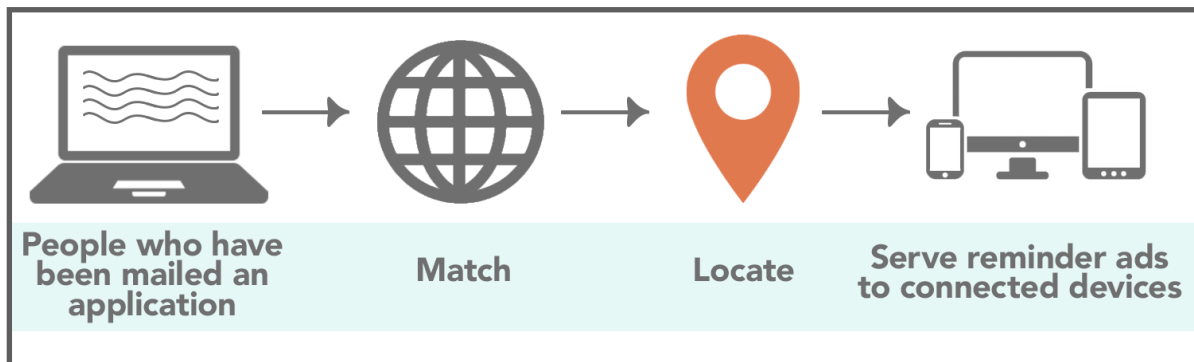 People who have
been mailed an
application
Match
Locate
Serve reminder ads
to connected devices